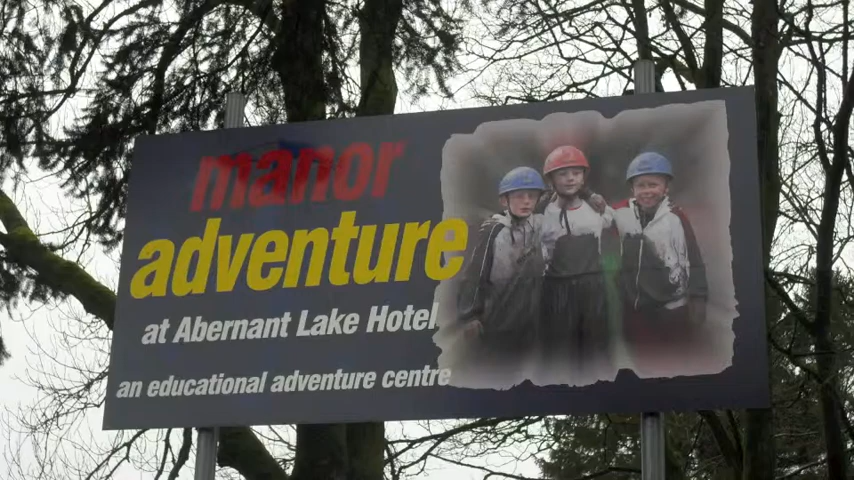 manor
adventure
at Abernant Lake Hotel
an educational adventure centre